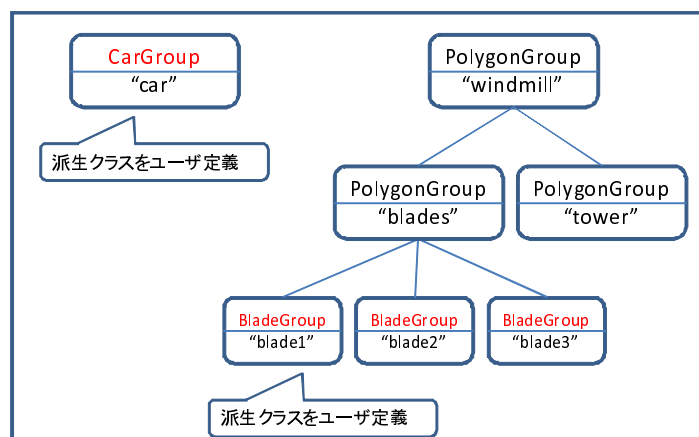 CarGroup
“car”
派生クラスをユーザ定義
PolygonGroup
“windmill”
PolygonGroup
“blades”
PolygonGroup
“tower”
BladeGroup
“blade1”
BladeGroup
“blade2”
BladeGroup
“blade3”
派生クラスをユーザ定義